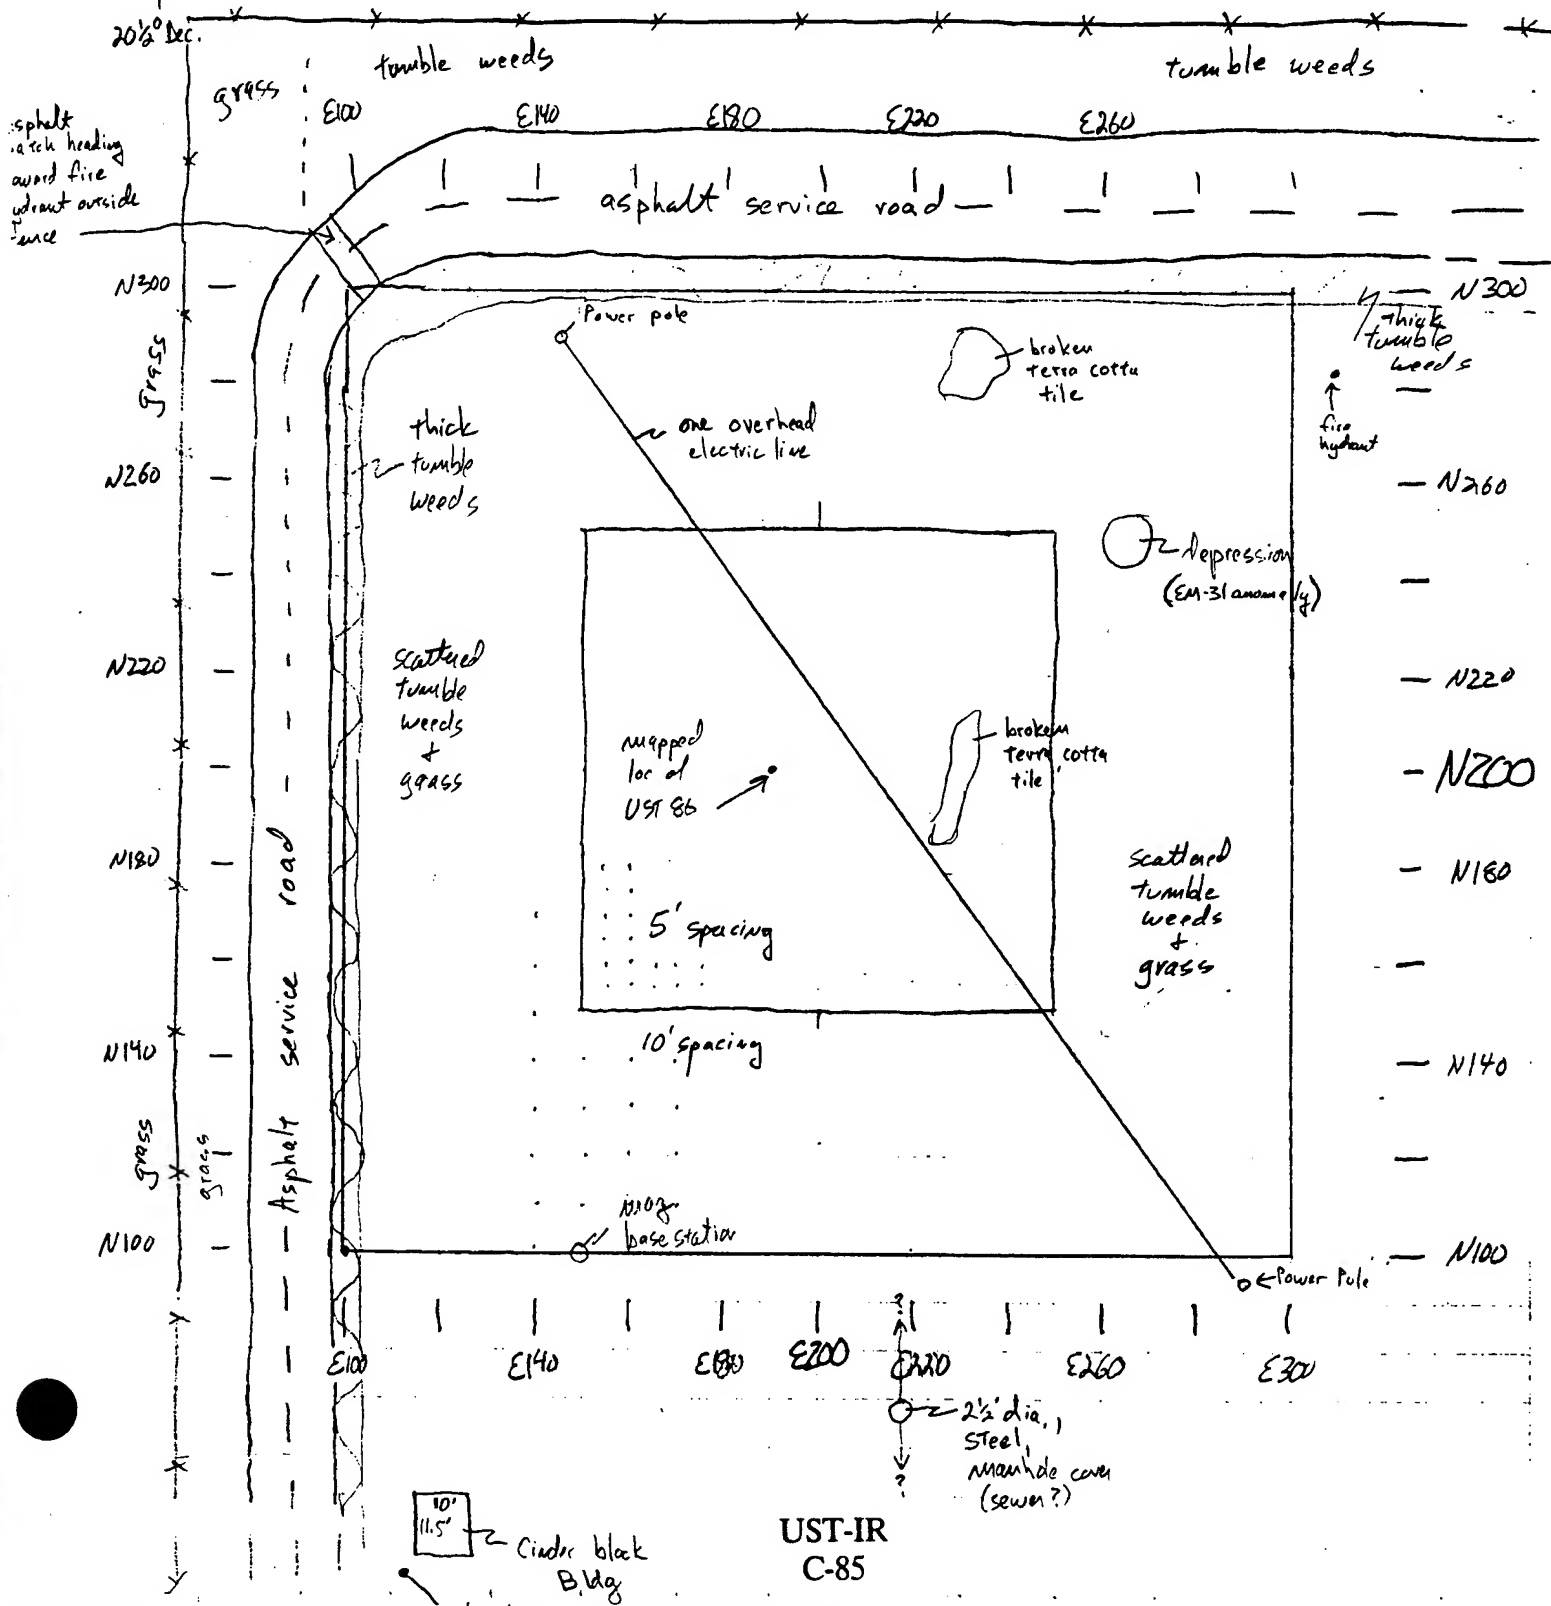 20½° Dec.
tumble weeds
tumble weeds
grass
E100
E140
E180
E220
E260
sphalt
atch heading
award fire
ydrant outside
ence
asphalt service road
N300
N300
Power pole
thick
tumble
weeds
broken
terra cotta
tile
fire
hydrant
grass
thick
tumble
weeds
one overhead
electric line
N260
N260
depression
(EM-31 anomaly)
N220
N220
scattered
tumble
weeds
+
grass
mapped
loc of
UST 86
broken
terra cotta
tile
N200
N180
N180
scattered
tumble
weeds
+
grass
5' spacing
10' spacing
Asphalt service road
N140
N140
grass
grass
base station
N100
N100
Power Pole
?
E100
E140
E180
E200
E220
E260
E300
2½' dia.,
steel,
manhole cover
(sewer?)
?
10'
11.5'
Cinder block
Bldg
UST-IR
C-85